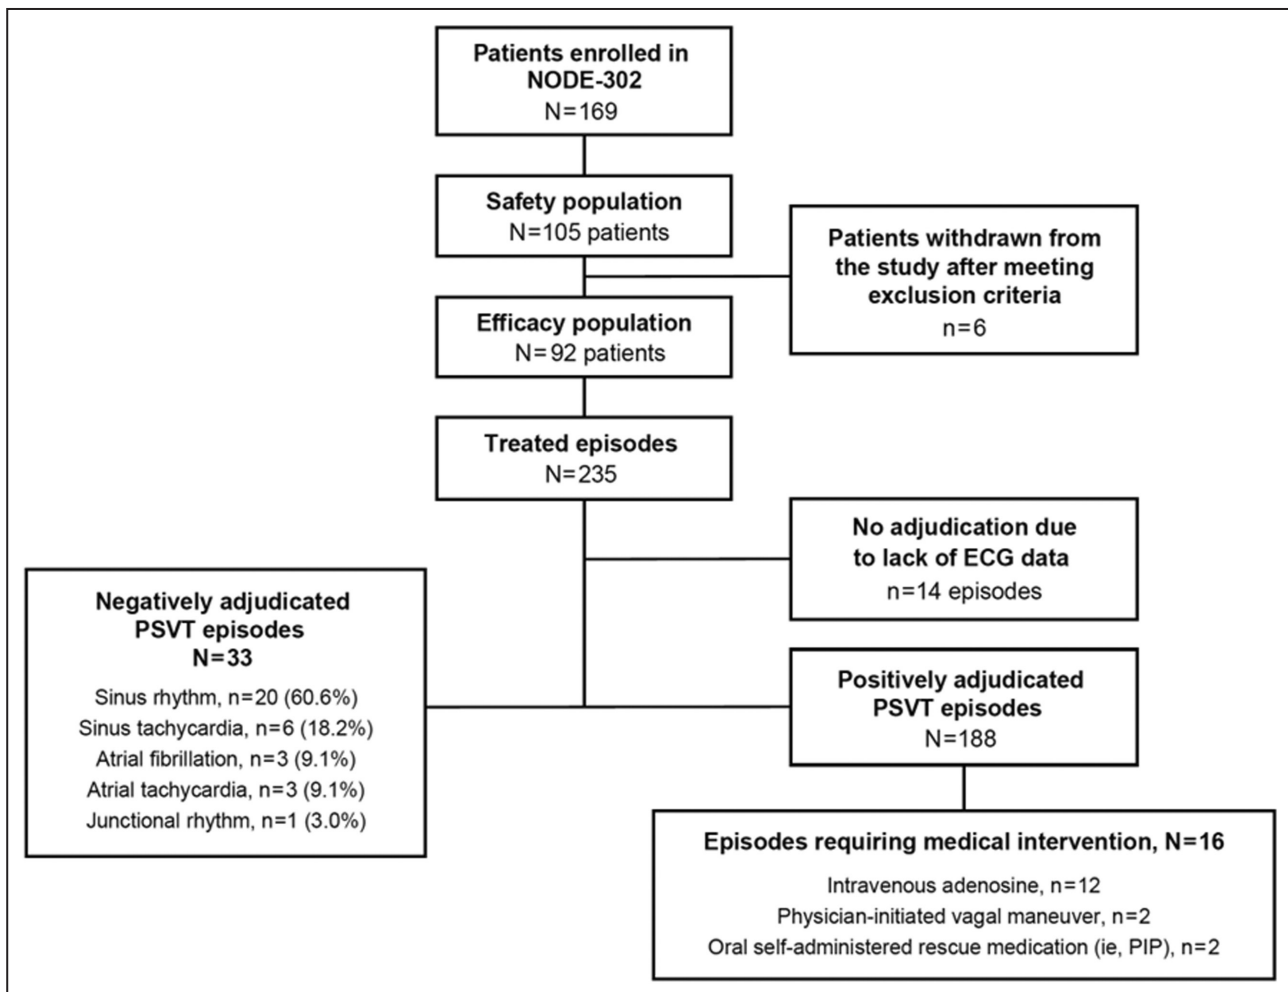 Patients enrolled in
NODE-302
N=169
Safety population
N=105 patients
Patients withdrawn from
the study after meeting
exclusion criteria
n=6
Efficacy population
N=92 patients
Treated episodes
N=235
No adjudication due
to lack of ECG data
n=14 episodes
Negatively adjudicated
PSVT episodes
N=33
Sinus rhythm, n=20 (60.6%)
Sinus tachycardia, n=6 (18.2%)
Atrial fibrillation, n=3 (9.1%)
Atrial tachycardia, n=3 (9.1%)
Junctional rhythm, n=1 (3.0%)
Positively adjudicated
PSVT episodes
N=188
Episodes requiring medical intervention, N=16
Intravenous adenosine, n=12
Physician-initiated vagal maneuver, n=2
Oral self-administered rescue medication (ie, PIP), n=2